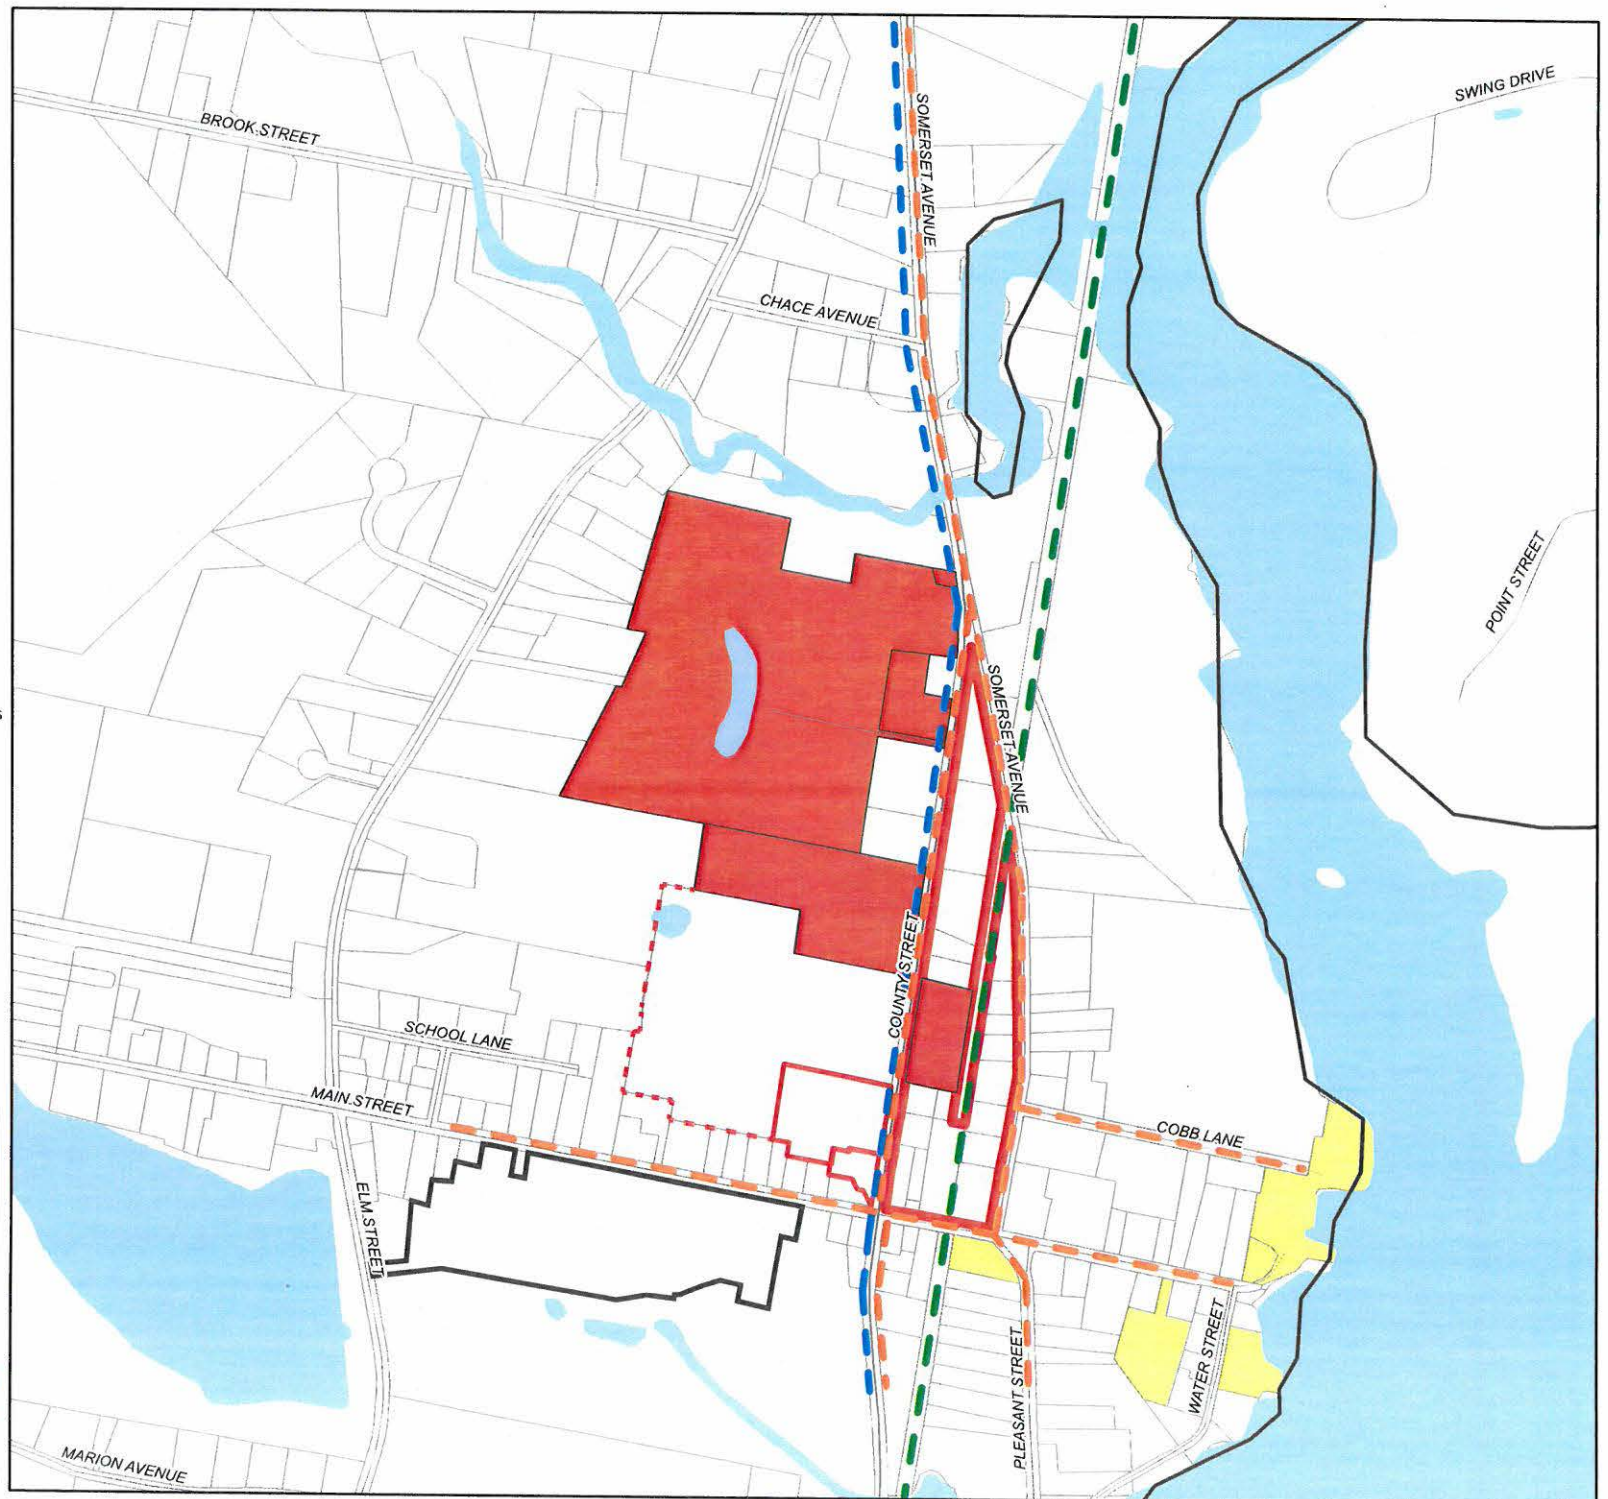 SWING DRIVE
BROOK STREET
SOMERSET AVENUE
CHACE AVENUE
POINT STREET
SOMERSET AVENUE
COUNTY STREET
SCHOOL LANE
MAIN STREET
COBB LANE
ELM STREET
WATER STREET
PLEASANT STREET
MARION AVENUE